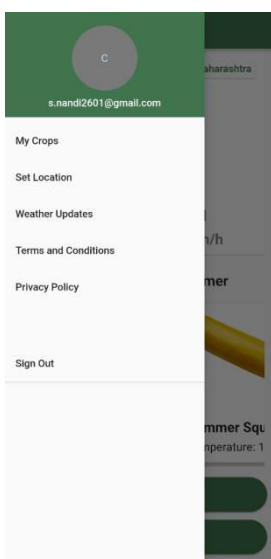 C
s.nandi2601@gmail.com
My Crops
Set Location
Weather Updates
Terms and Conditions
Privacy Policy
Sign Out
aharashtra
n/h
mer
mmer Squ
nperature: 1